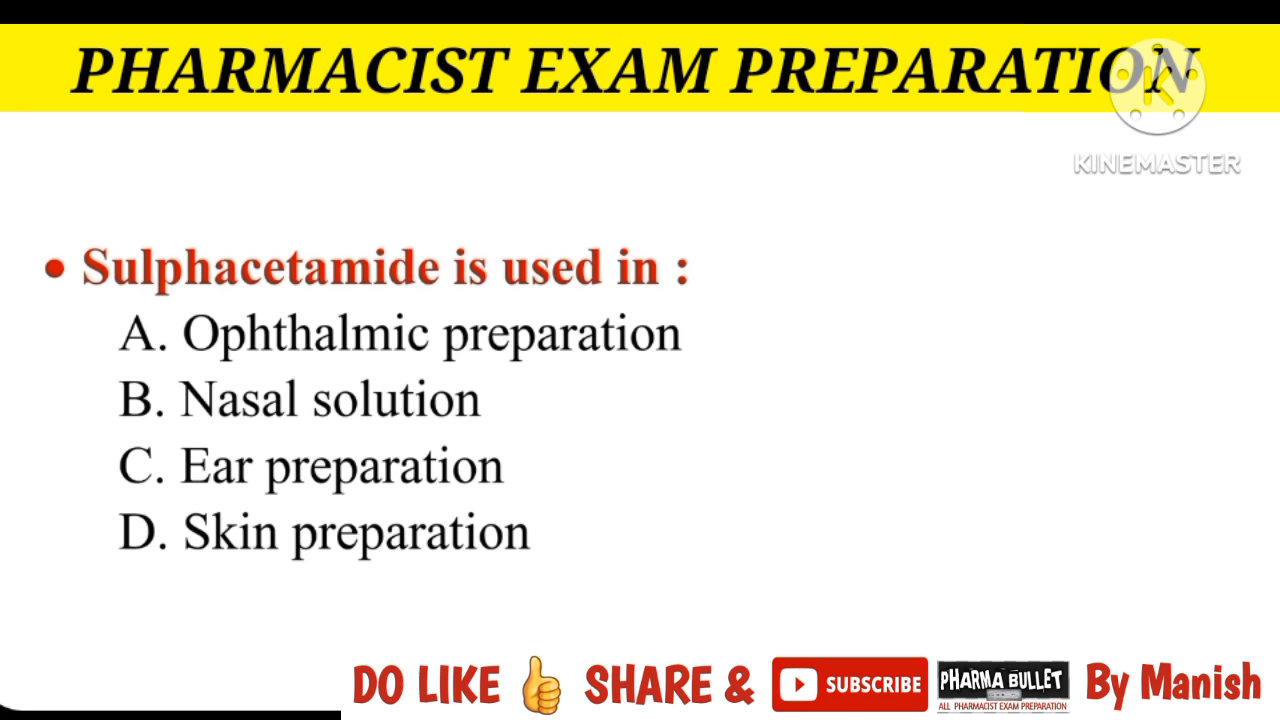 PHARMACIST EXAM PREPARATION
KINEMASTER
• Sulphacetamide is used in :
A. Ophthalmic preparation
B. Nasal solution
C. Ear preparation
D. Skin preparation
DO LIKE 👍 SHARE & SUBSCRIBE PHARMA BULLET By Manish
ALL PHARMACIST EXAM PREPARATION